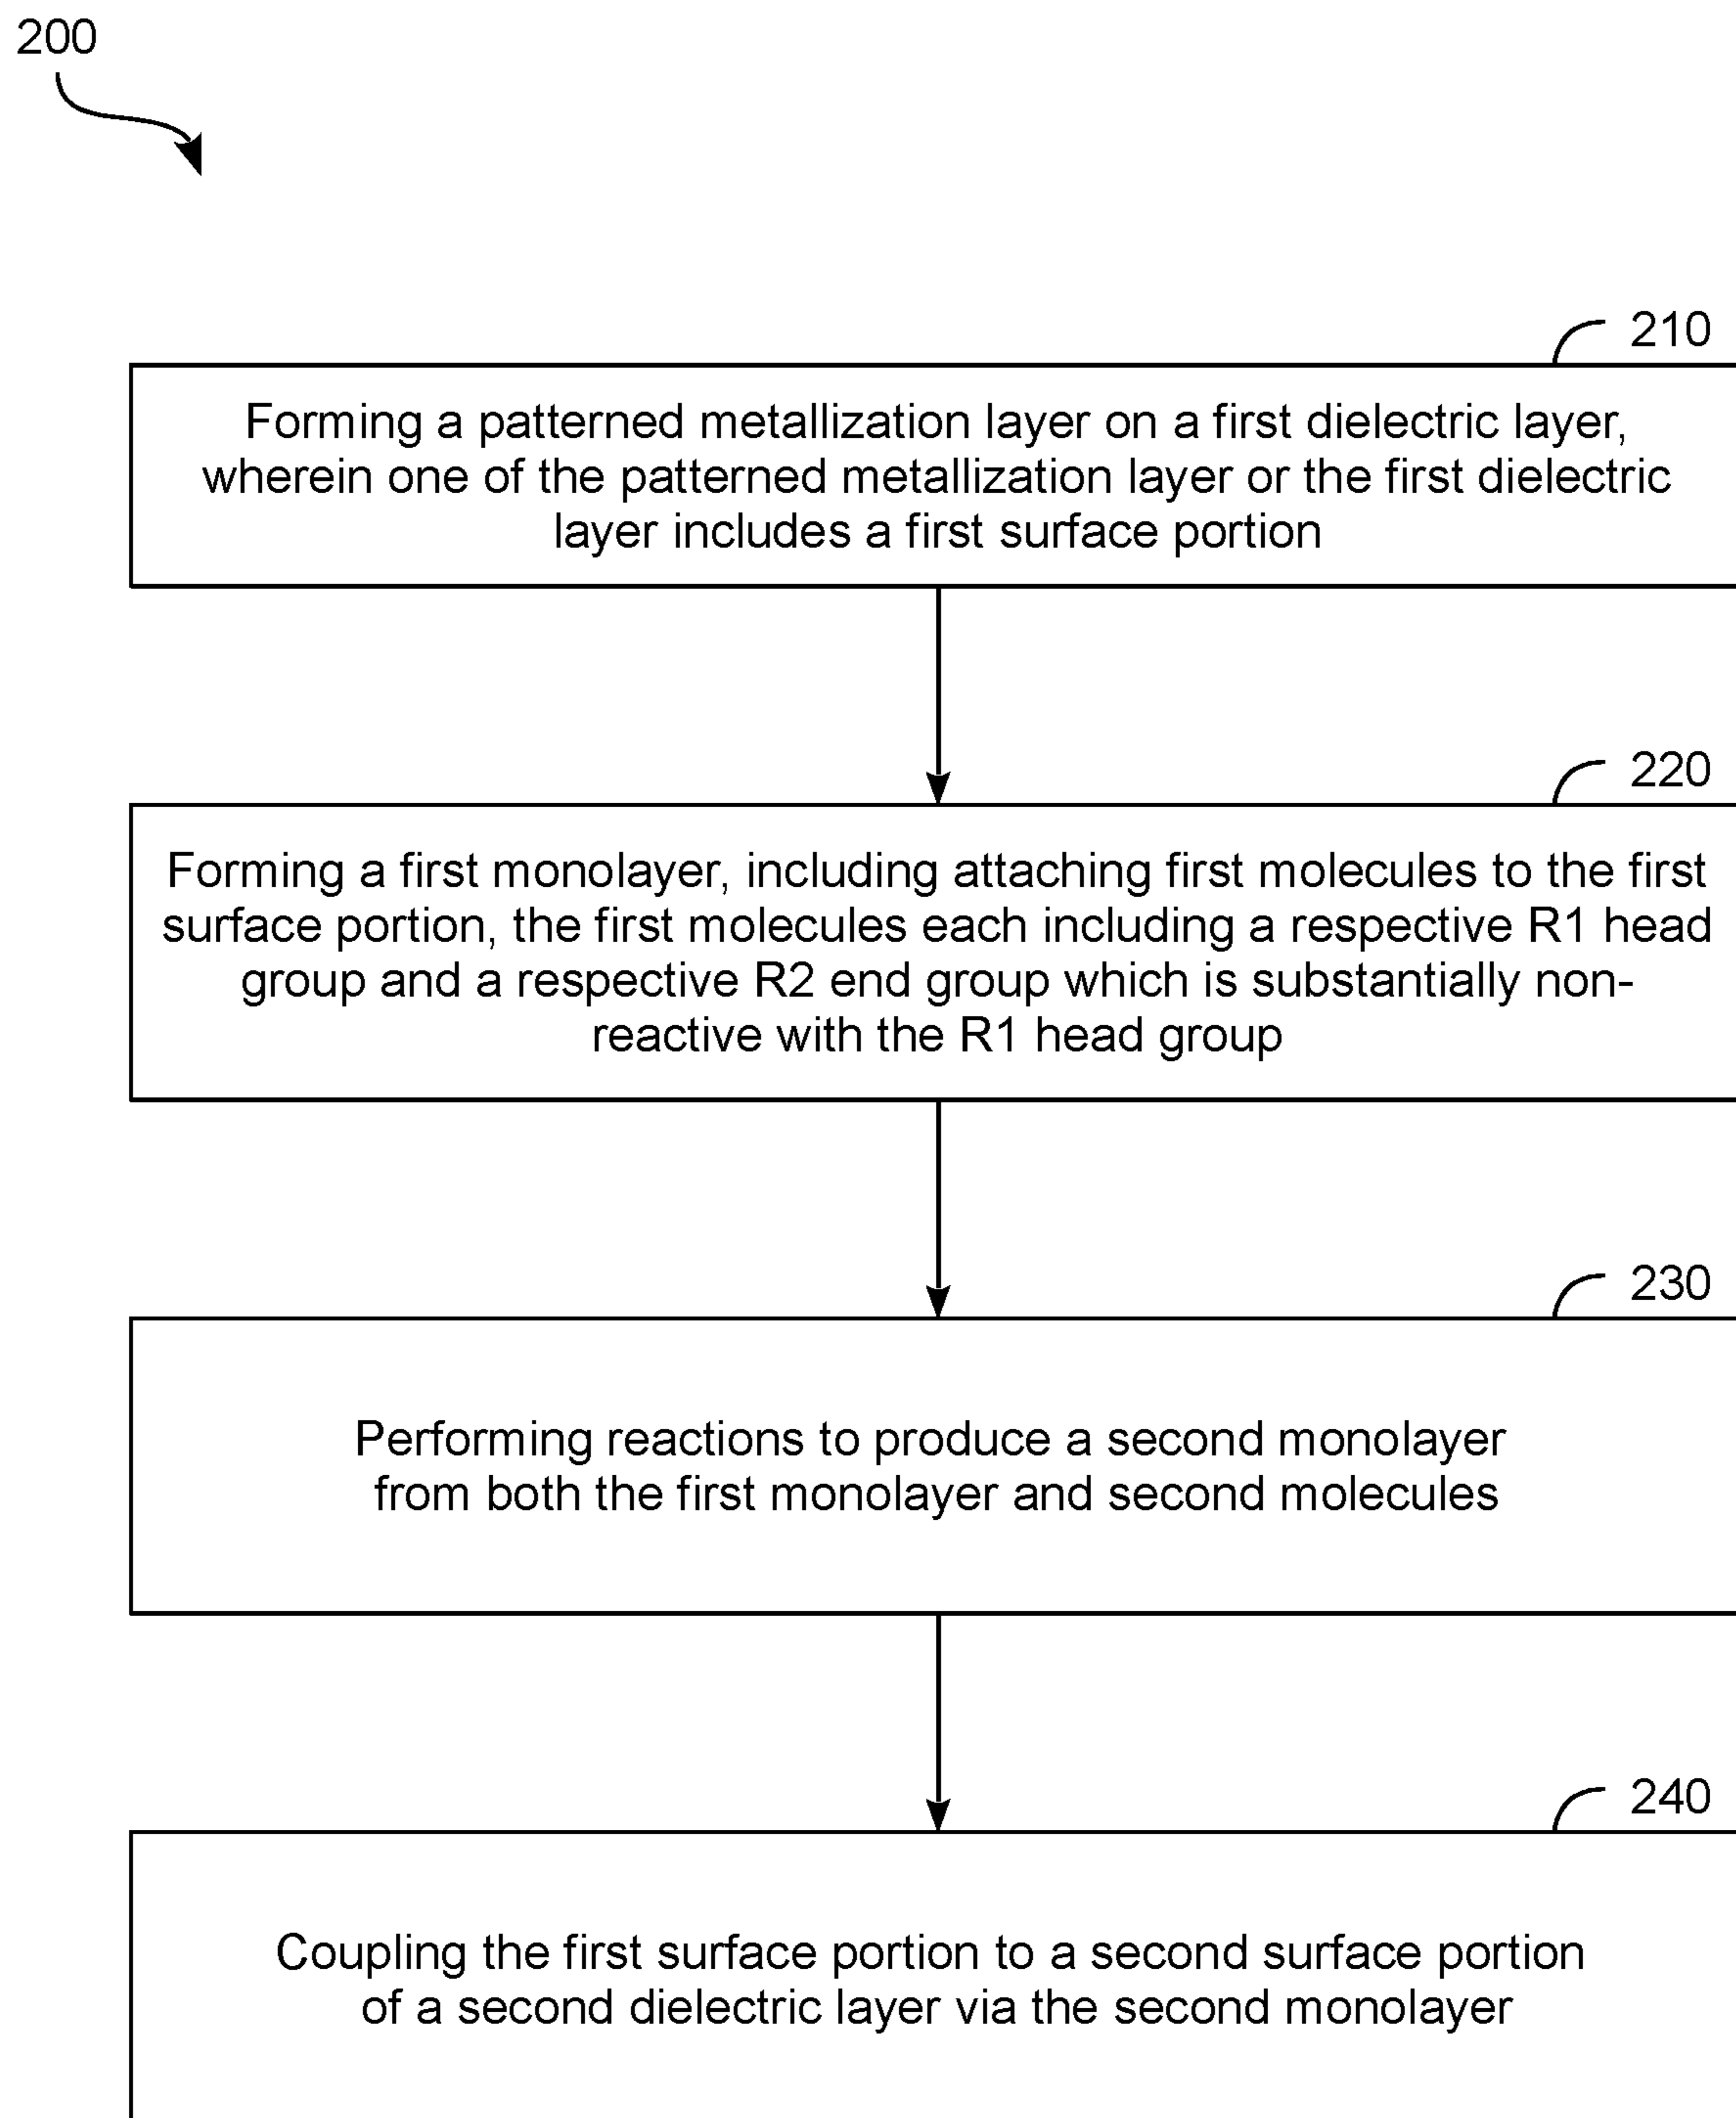 200
210
Forming a patterned metallization layer on a first dielectric layer,
wherein one of the patterned metallization layer or the first dielectric
layer includes a first surface portion
220
Forming a first monolayer, including attaching first molecules to the first
surface portion, the first molecules each including a respective R1 head
group and a respective R2 end group which is substantially non-
reactive with the R1 head group
230
Performing reactions to produce a second monolayer
from both the first monolayer and second molecules
240
Coupling the first surface portion to a second surface portion
of a second dielectric layer via the second monolayer